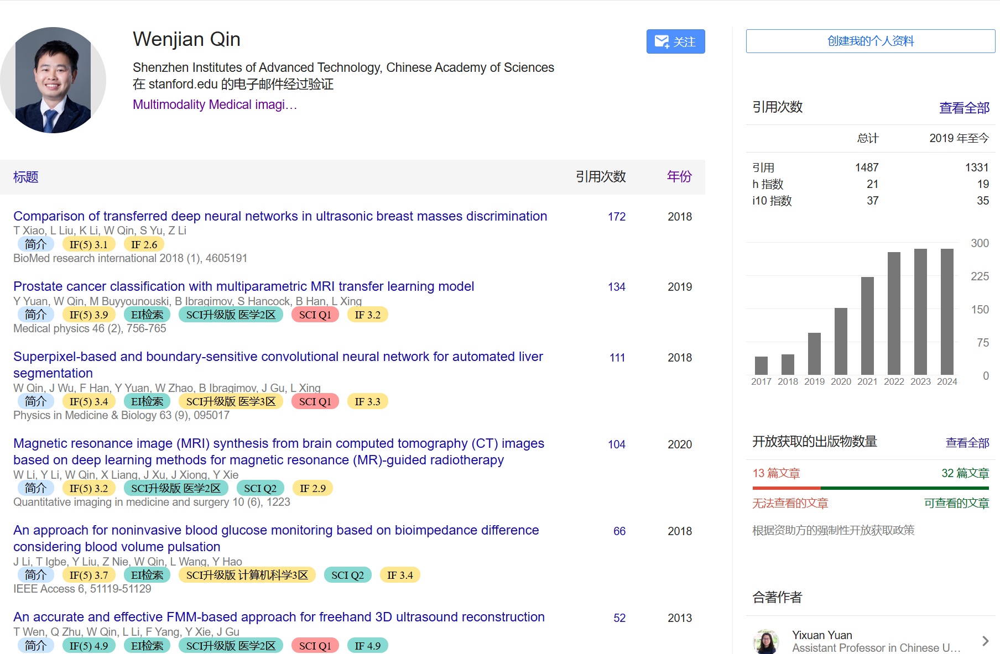 Wenjian Qin
关注
Shenzhen Institutes of Advanced Technology, Chinese Academy of Sciences
在 stanford.edu 的电子邮件经过验证
Multimodality Medical imagi…
标题 引用次数 年份
Comparison of transferred deep neural networks in ultrasonic breast masses discrimination 172 2018
T Xiao, L Liu, K Li, W Qin, S Yu, Z Li
简介 IF(5) 3.1 IF 2.6
BioMed research international 2018 (1), 4605191
Prostate cancer classification with multiparametric MRI transfer learning model 134 2019
Y Yuan, W Qin, M Buyyounouski, B Ibragimov, S Hancock, B Han, L Xing
简介 IF(5) 3.9 EI检索 SCI升级版 医学2区 SCI Q1 IF 3.2
Medical physics 46 (2), 756-765
Superpixel-based and boundary-sensitive convolutional neural network for automated liver 111 2018
segmentation
W Qin, J Wu, F Han, Y Yuan, W Zhao, B Ibragimov, J Gu, L Xing
简介 IF(5) 3.4 EI检索 SCI升级版 医学3区 SCI Q1 IF 3.3
Physics in Medicine & Biology 63 (9), 095017
Magnetic resonance image (MRI) synthesis from brain computed tomography (CT) images 104 2020
based on deep learning methods for magnetic resonance (MR)-guided radiotherapy
W Li, Y Li, W Qin, X Liang, J Xu, J Xiong, Y Xie
简介 IF(5) 3.2 SCI升级版 医学2区 SCI Q2 IF 2.9
Quantitative imaging in medicine and surgery 10 (6), 1223
An approach for noninvasive blood glucose monitoring based on bioimpedance difference 66 2018
considering blood volume pulsation
J Li, T Igbe, Y Liu, Z Nie, W Qin, L Wang, Y Hao
简介 IF(5) 3.7 EI检索 SCI升级版 计算机科学3区 SCI Q2 IF 3.4
IEEE Access 6, 51119-51129
An accurate and effective FMM-based approach for freehand 3D ultrasound reconstruction 52 2013
T Wen, Q Zhu, W Qin, L Li, F Yang, Y Xie, J Gu
简介 IF(5) 4.9 EI检索 SCI升级版 医学2区 SCI Q1 IF 4.9
创建我的个人资料
引用次数 查看全部
总计 2019 年至今
引用 1487 1331
h 指数 21 19
i10 指数 37 35
300
225
150
75
0
2017 2018 2019 2020 2021 2022 2023 2024
开放获取的出版物数量 查看全部
13 篇文章 32 篇文章
无法查看的文章 可查看的文章
根据资助方的强制性开放获取政策
合著作者
Yixuan Yuan
Assistant Professor in Chinese U…